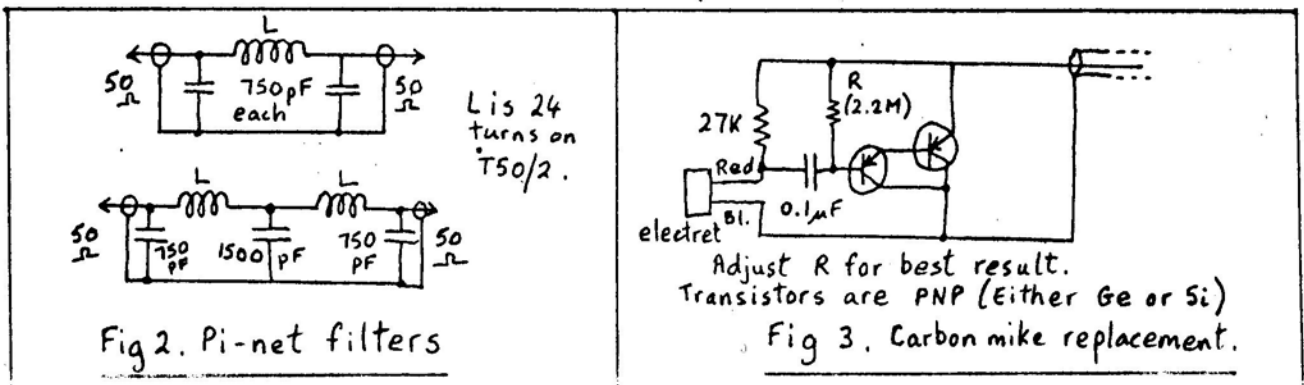 L
50
Ω
750pF
each
50
Ω
L is 24
turns on
T50/2.
L
L
50
Ω
750
pF
1500
pF
750
pF
50
Ω
Fig 2. Pi-net filters
R
(2.2M)
27K
Red
Bl.
0.1µF
electret
Adjust R for best result.
Transistors are PNP (Either Ge or Si)
Fig 3. Carbon mike replacement.